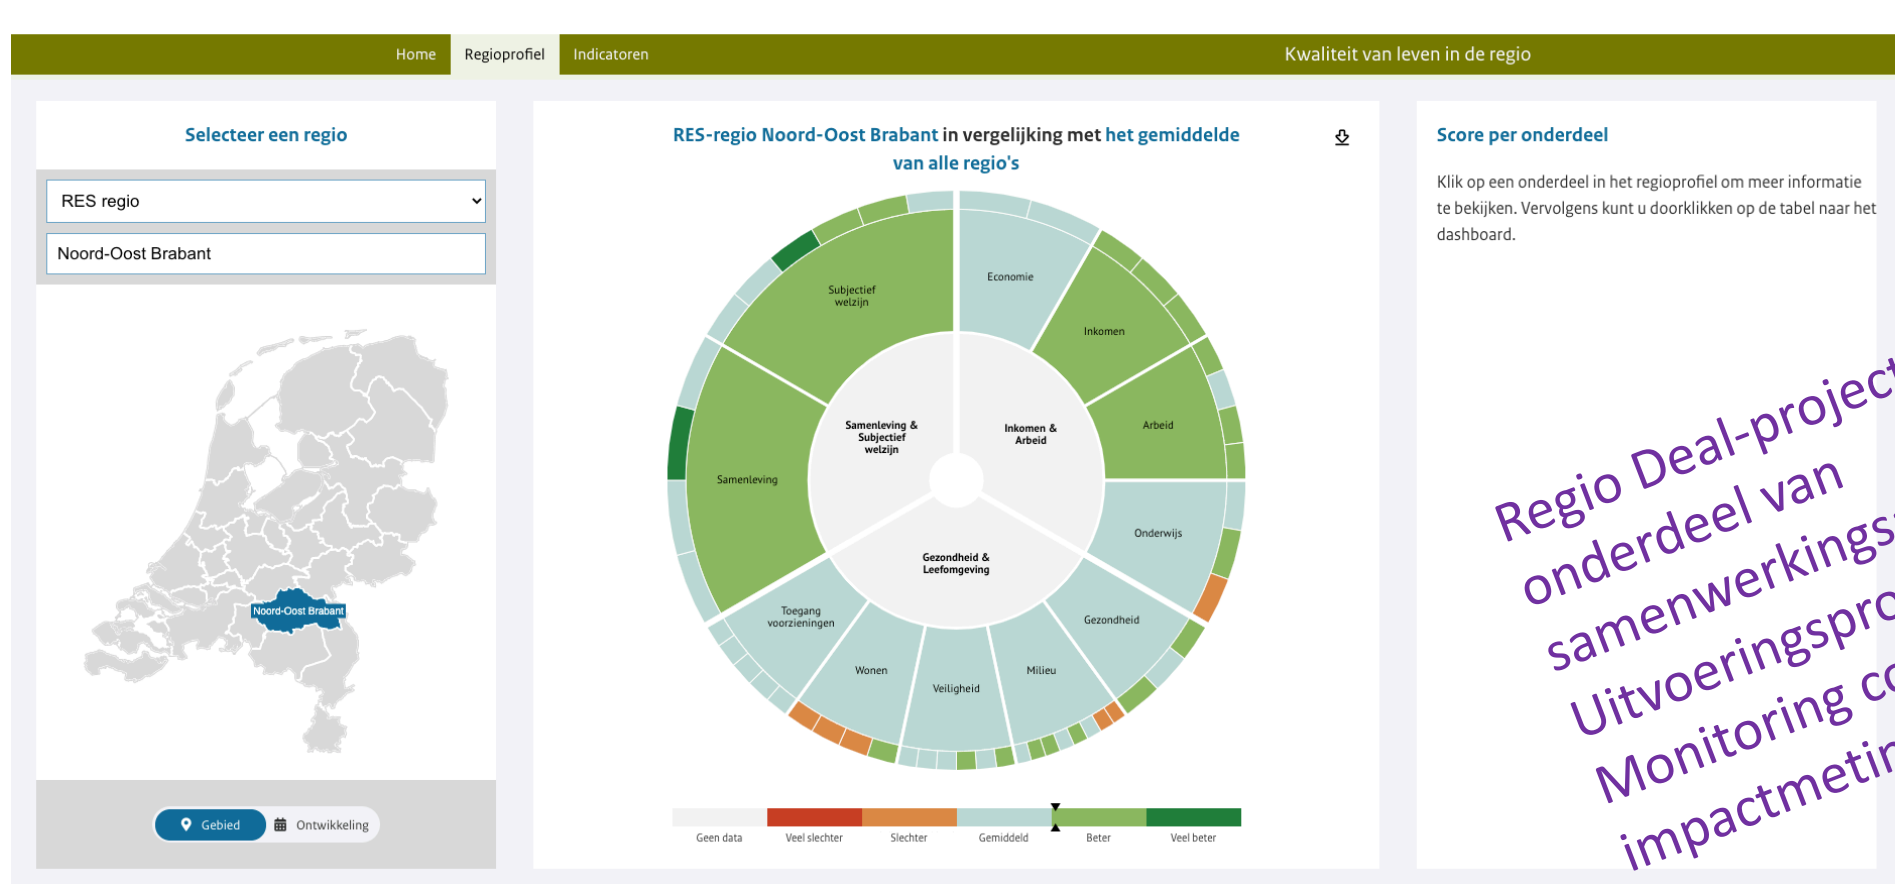 Home
Regioprofiel
Indicatoren
Kwaliteit van leven in de regio
Selecteer een regio
RES regio
Noord-Oost Brabant
Noord-Oost Brabant
Gebied
Ontwikkeling
RES-regio Noord-Oost Brabant in vergelijking met het gemiddelde
van alle regio's
Economie
Inkomen
Arbeid
Onderwijs
Gezondheid
Milieu
Veiligheid
Wonen
Toegang
voorzieningen
Samenleving
Subjectief
welzijn
Samenleving &
Subjectief
welzijn
Inkomen &
Arbeid
Gezondheid &
Leefomgeving
Geen data
Veel slechter
Slechter
Gemiddeld
Beter
Veel beter
Score per onderdeel
Klik op een onderdeel in het regioprofiel om meer informatie
te bekijken. Vervolgens kunt u doorklikken op de tabel naar het
dashboard.
Regio Deal-project
onderdeel van
samenwerkings
Uitvoeringspro
Monitoring
impactmetin